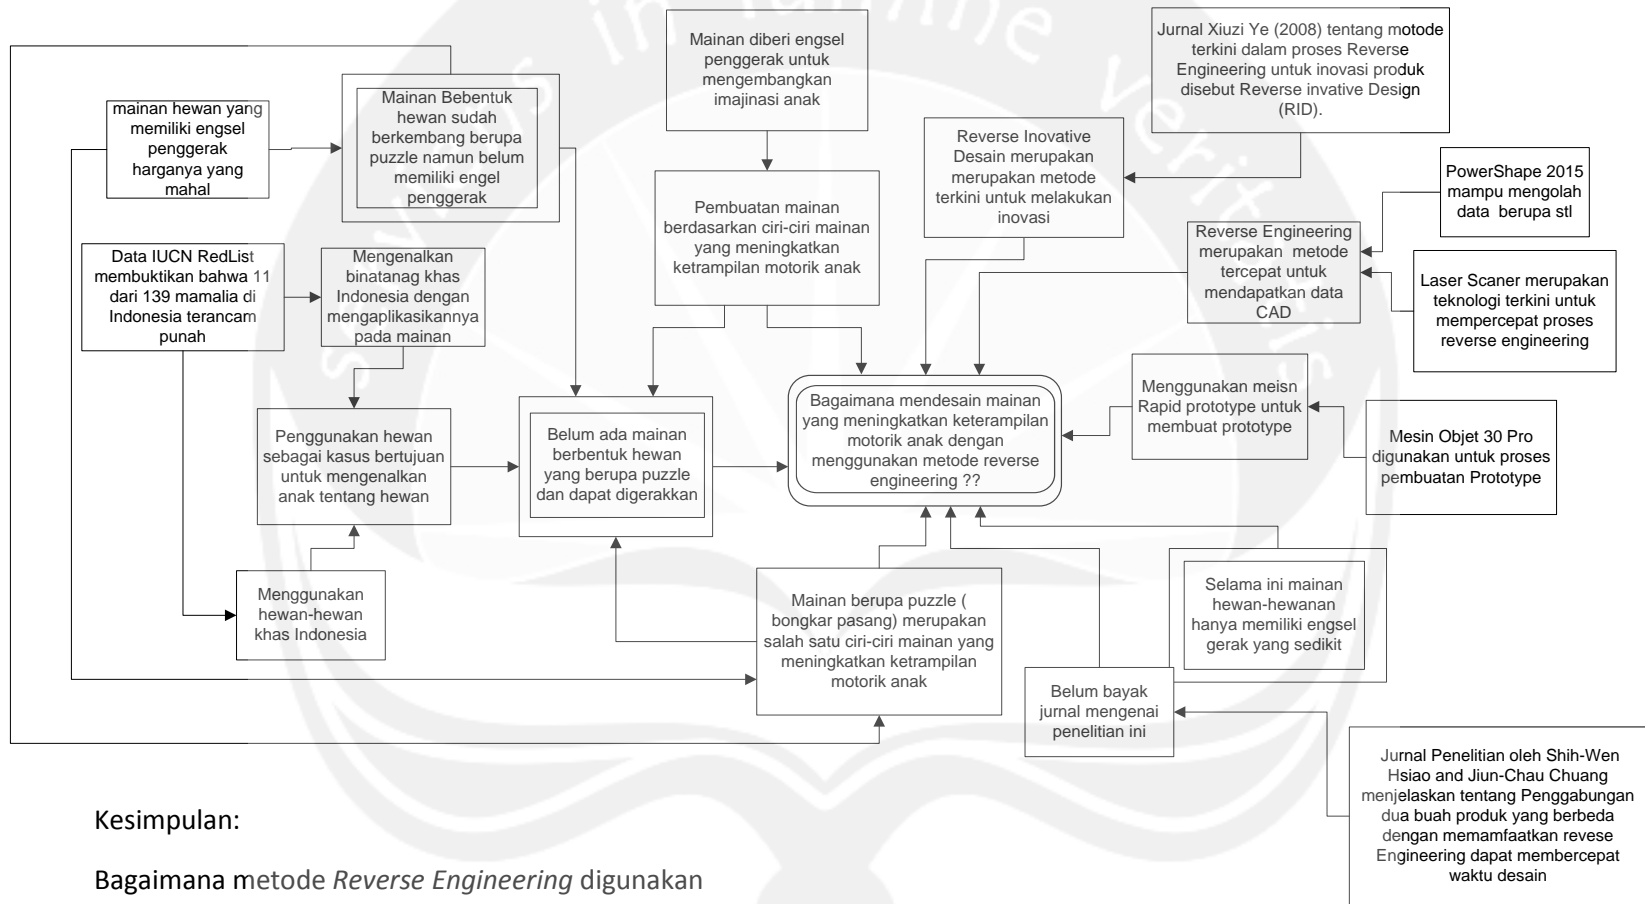 serviens in lumine veritatis
Mainan diberi engsel
penggerak untuk
mengembangkan
imajinasi anak
Jurnal Xiuzi Ye (2008) tentang motode
terkini dalam proses Reverse
Engineering untuk inovasi produk
disebut Reverse invative Design
(RID).
mainan hewan yang
memiliki engsel
penggerak
harganya yang
mahal
Mainan Bebentuk
hewan sudah
berkembang berupa
puzzle namun belum
memiliki engel
penggerak
Reverse Inovative
Desain merupakan
merupakan metode
terkini untuk melakukan
inovasi
PowerShape 2015
mampu mengolah
data berupa stl
Pembuatan mainan
berdasarkan ciri-ciri mainan
yang meningkatkan
ketrampilan motorik anak
Reverse Engineering
merupakan metode
tercepat untuk
mendapatkan data
CAD
Data IUCN RedList
membuktikan bahwa 11
dari 139 mamalia di
Indonesia terancam
punah
Mengenalkan
binatanag khas
Indonesia dengan
mengaplikasikannya
pada mainan
Laser Scaner merupakan
teknologi terkini untuk
mempercepat proses
reverse engineering
Menggunakan meisn
Rapid prototype untuk
membuat prototype
Bagaimana mendesain mainan
yang meningkatkan keterampilan
motorik anak dengan
menggunakan metode reverse
engineering ??
Penggunakan hewan
sebagai kasus bertujuan
untuk mengenalkan
anak tentang hewan
Belum ada mainan
berbentuk hewan
yang berupa puzzle
dan dapat digerakkan
Mesin Objet 30 Pro
digunakan untuk proses
pembuatan Prototype
Menggunakan
hewan-hewan
khas Indonesia
Mainan berupa puzzle (
bongkar pasang) merupakan
salah satu ciri-ciri mainan yang
meningkatkan ketrampilan
motorik anak
Selama ini mainan
hewan-hewanan
hanya memiliki engsel
gerak yang sedikit
Belum bayak
jurnal mengenai
penelitian ini
Jurnal Penelitian oleh Shih-Wen
Hsiao and Jiun-Chau Chuang
menjelaskan tentang Penggabungan
dua buah produk yang berbeda
dengan memamfaatkan revese
Engineering dapat membercepat
waktu desain
Kesimpulan:
Bagaimana metode Reverse Engineering digunakan